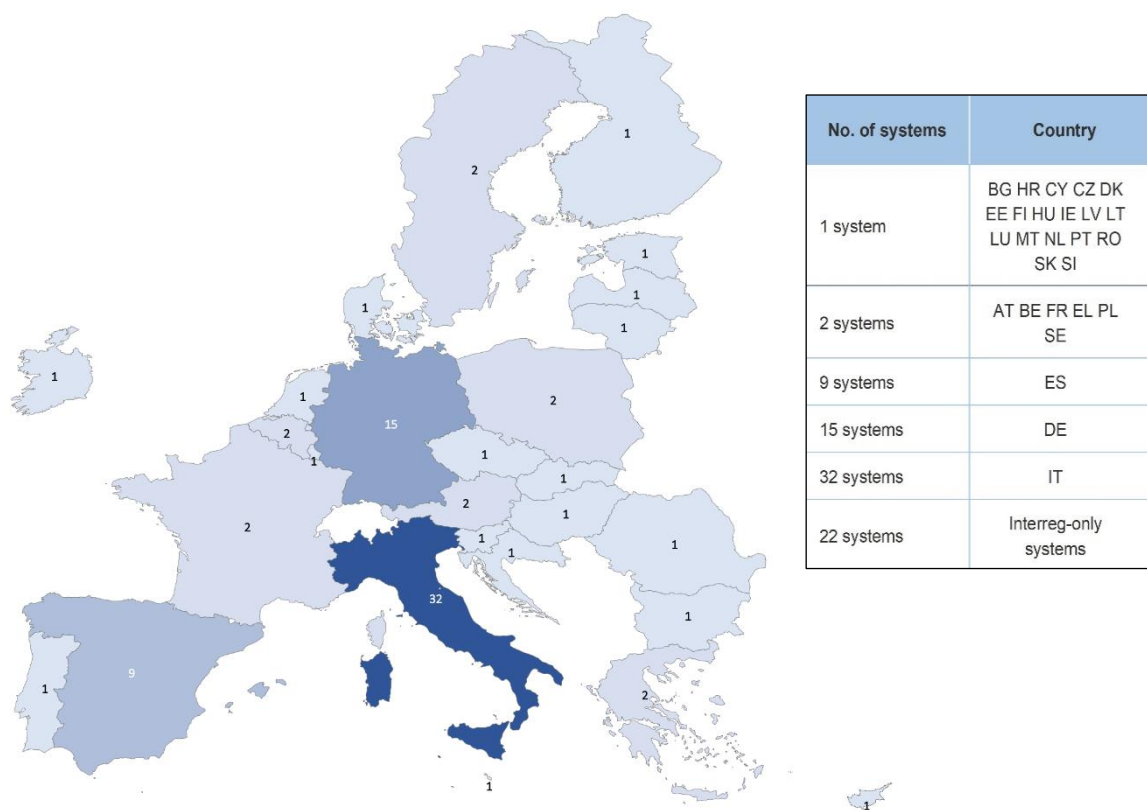 1
2
1
1
1
1
1
1
2
15
2
1
1
1
2
1
2
1
1
1
1
32
1
9
1
2
1
1
No. of systems Country
1 system
BG HR CY CZ DK
EE FI HU IE LV LT
LU MT NL PT RO
SK SI
2 systems
AT BE FR EL PL
SE
9 systems ES
15 systems DE
32 systems IT
22 systems
Interreg-only
systems